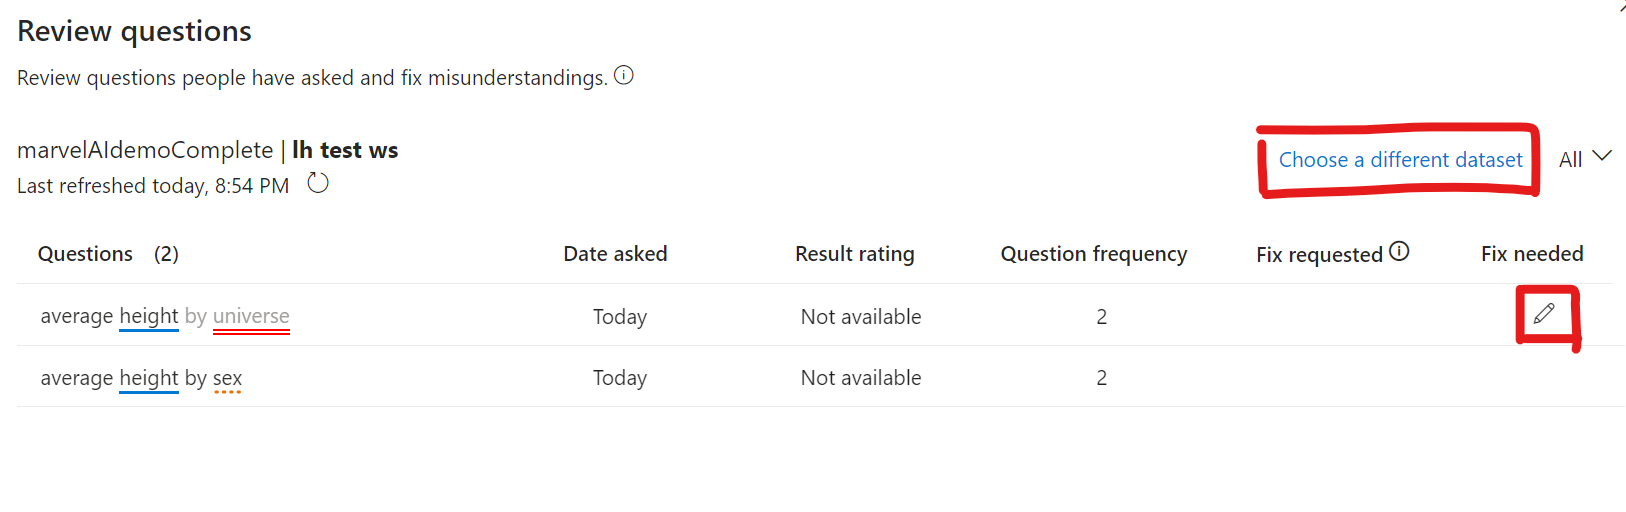 Review questions
Review questions people have asked and fix misunderstandings.
marvelAIdemoComplete | lh test ws
Choose a different dataset All
Last refreshed today, 8:54 PM
Questions (2) Date asked Result rating Question frequency Fix requested Fix needed
average height by universe Today Not available 2
average height by sex Today Not available 2